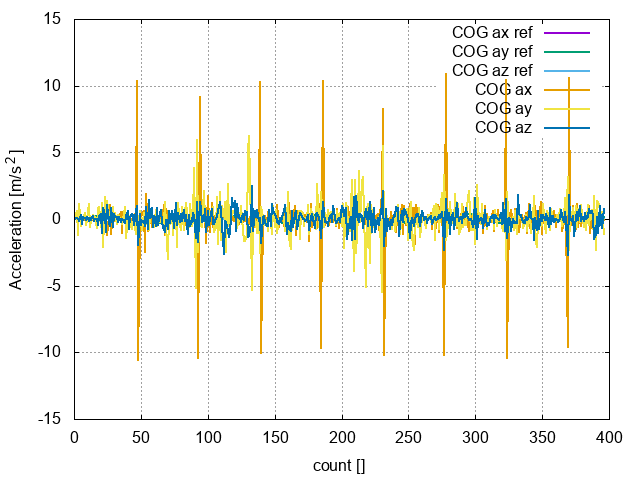 15
10
5
0
-5
-10
-15
Acceleration [m/s²]
COG ax ref
COG ay ref
COG az ref
COG ax
COG ay
COG az
0 50 100 150 200 250 300 350 400
count []